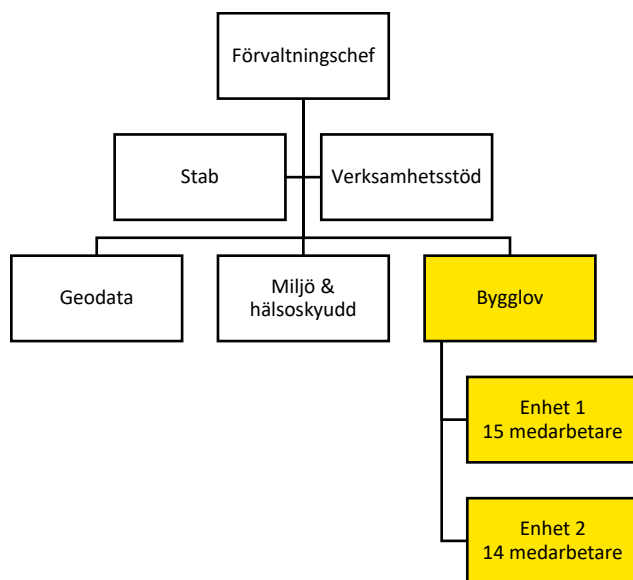 Förvaltningschef
Stab
Verksamhetsstöd
Geodata
Miljö &
hälsoskyudd
Bygglov
Enhet 1
15 medarbetare
Enhet 2
14 medarbetare